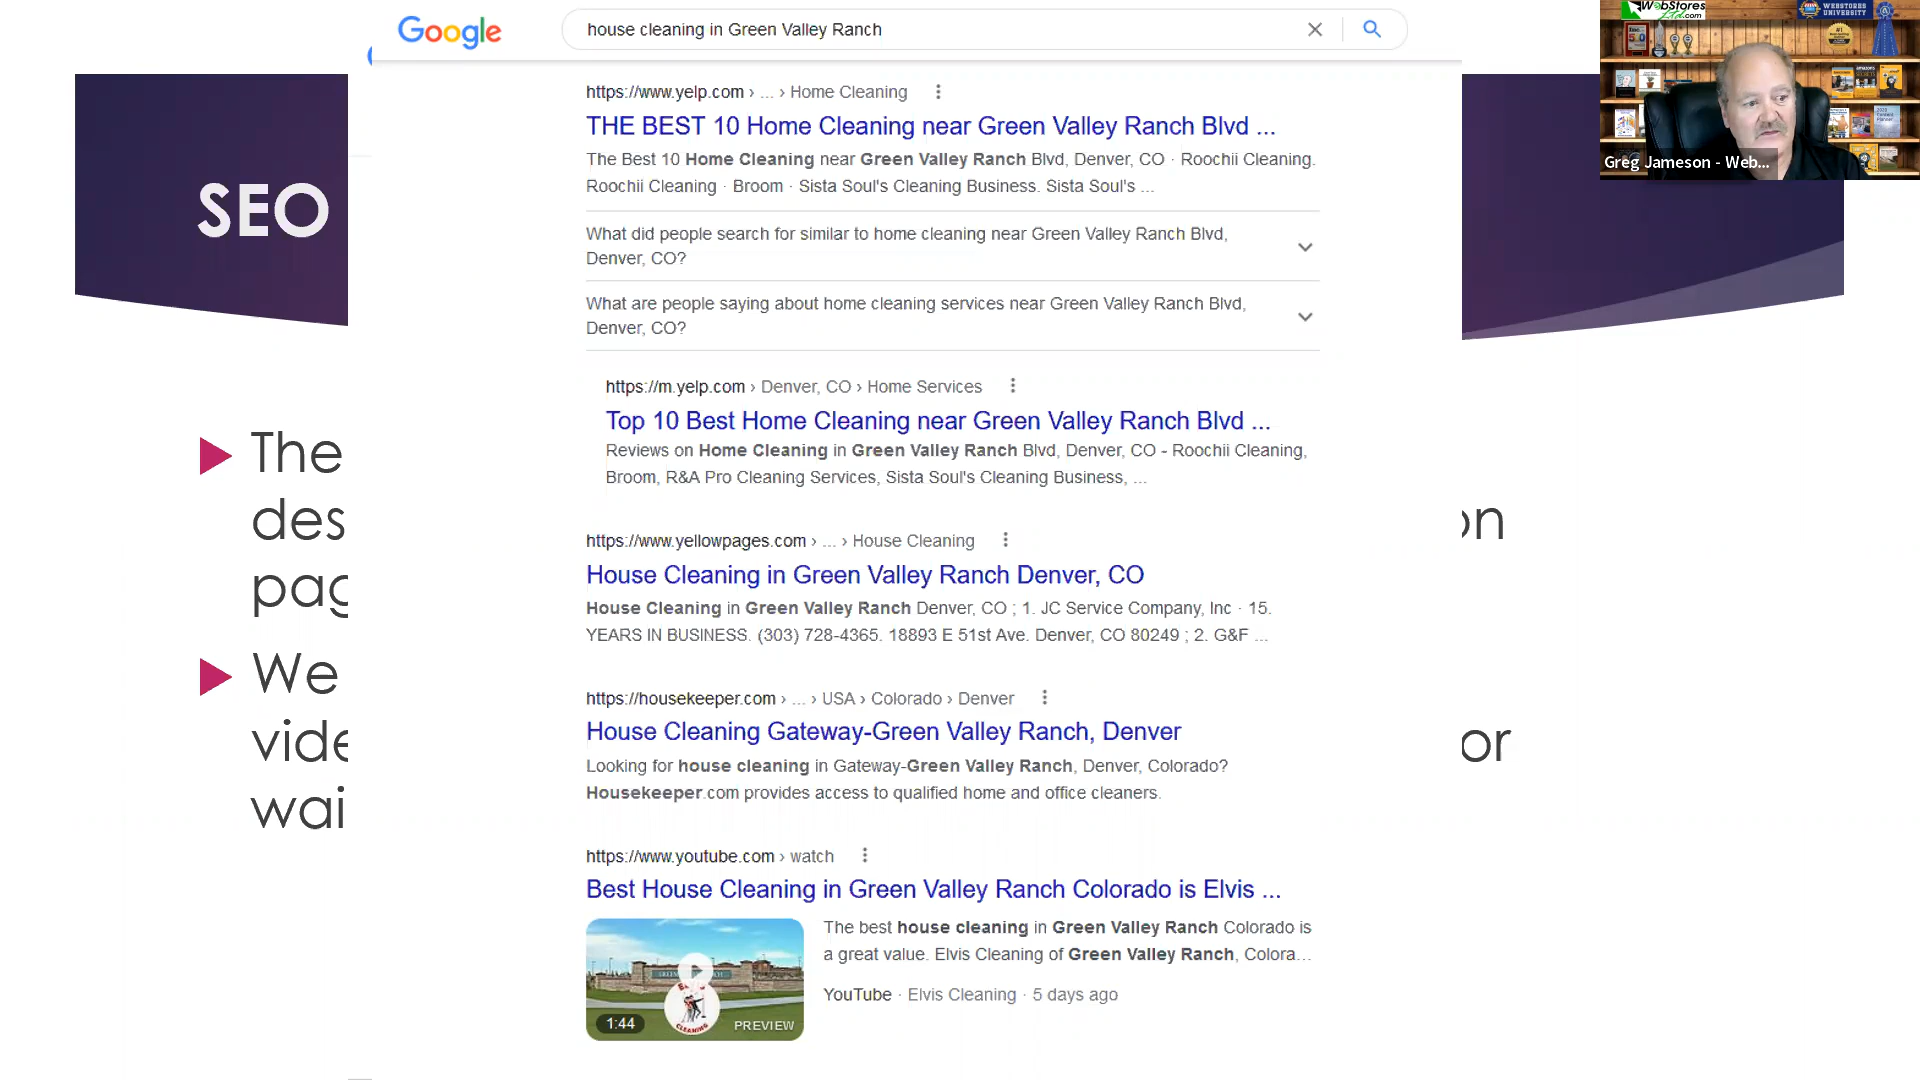 Google
house cleaning in Green Valley Ranch
https://www.yelp.com › ... › Home Cleaning
THE BEST 10 Home Cleaning near Green Valley Ranch Blvd ...
The Best 10 Home Cleaning near Green Valley Ranch Blvd, Denver, CO · Roochii Cleaning.
Roochii Cleaning · Broom · Sista Soul's Cleaning Business. Sista Soul's ...
What did people search for similar to home cleaning near Green Valley Ranch Blvd,
Denver, CO?
What are people saying about home cleaning services near Green Valley Ranch Blvd,
Denver, CO?
https://m.yelp.com › Denver, CO › Home Services
Top 10 Best Home Cleaning near Green Valley Ranch Blvd ...
Reviews on Home Cleaning in Green Valley Ranch Blvd, Denver, CO - Roochii Cleaning,
Broom, R&A Pro Cleaning Services, Sista Soul's Cleaning Business, ...
https://www.yellowpages.com › ... › House Cleaning
House Cleaning in Green Valley Ranch Denver, CO
House Cleaning in Green Valley Ranch Denver, CO ; 1. JC Service Company, Inc · 15.
YEARS IN BUSINESS. (303) 728-4365. 18893 E 51st Ave. Denver, CO 80249 ; 2. G&F ...
https://housekeeper.com › ... › USA › Colorado › Denver
House Cleaning Gateway-Green Valley Ranch, Denver
Looking for house cleaning in Gateway-Green Valley Ranch, Denver, Colorado?
Housekeeper.com provides access to qualified home and office cleaners.
https://www.youtube.com › watch
Best House Cleaning in Green Valley Ranch Colorado is Elvis ...
The best house cleaning in Green Valley Ranch Colorado is
a great value. Elvis Cleaning of Green Valley Ranch, Colora...
YouTube · Elvis Cleaning · 5 days ago
1:44
CLEANING
PREVIEW
SEO
The
des
on
pag
We
vide
or
wai
WebStores
Ltd.com
WEBSTORES
UNIVERSITY
Inc.
Greg Jameson - Web...